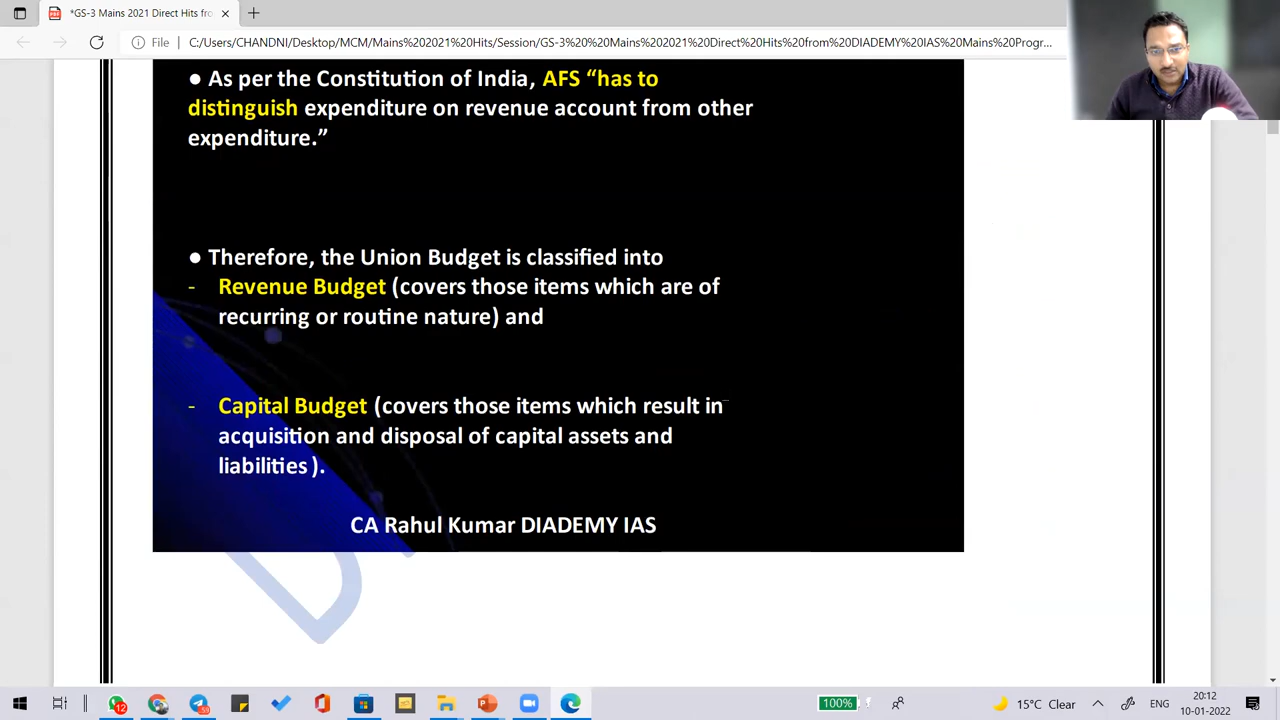 *GS-3 Mains 2021 Direct Hits fro
File
C:/Users/CHANDNI/Desktop/MCM/Mains%202021%20Hits/Session/GS-3%20%20Mains%202021%20Direct%20Hits%20from%20DIADEMY%20IAS%20Mains%20Progr...
● As per the Constitution of India, AFS “has to
distinguish expenditure on revenue account from other
expenditure.”
● Therefore, the Union Budget is classified into
- Revenue Budget (covers those items which are of
recurring or routine nature) and
- Capital Budget (covers those items which result in
acquisition and disposal of capital assets and
liabilities ).
CA Rahul Kumar DIADEMY IAS
D
12
59
100%
15°C Clear
ENG
20:12
10-01-2022